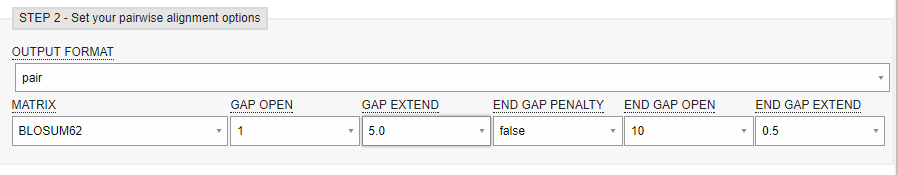 STEP 2 - Set your pairwise alignment options
OUTPUT FORMAT
pair
MATRIX GAP OPEN GAP EXTEND END GAP PENALTY END GAP OPEN END GAP EXTEND
BLOSUM62 1 5.0 false 10 0.5